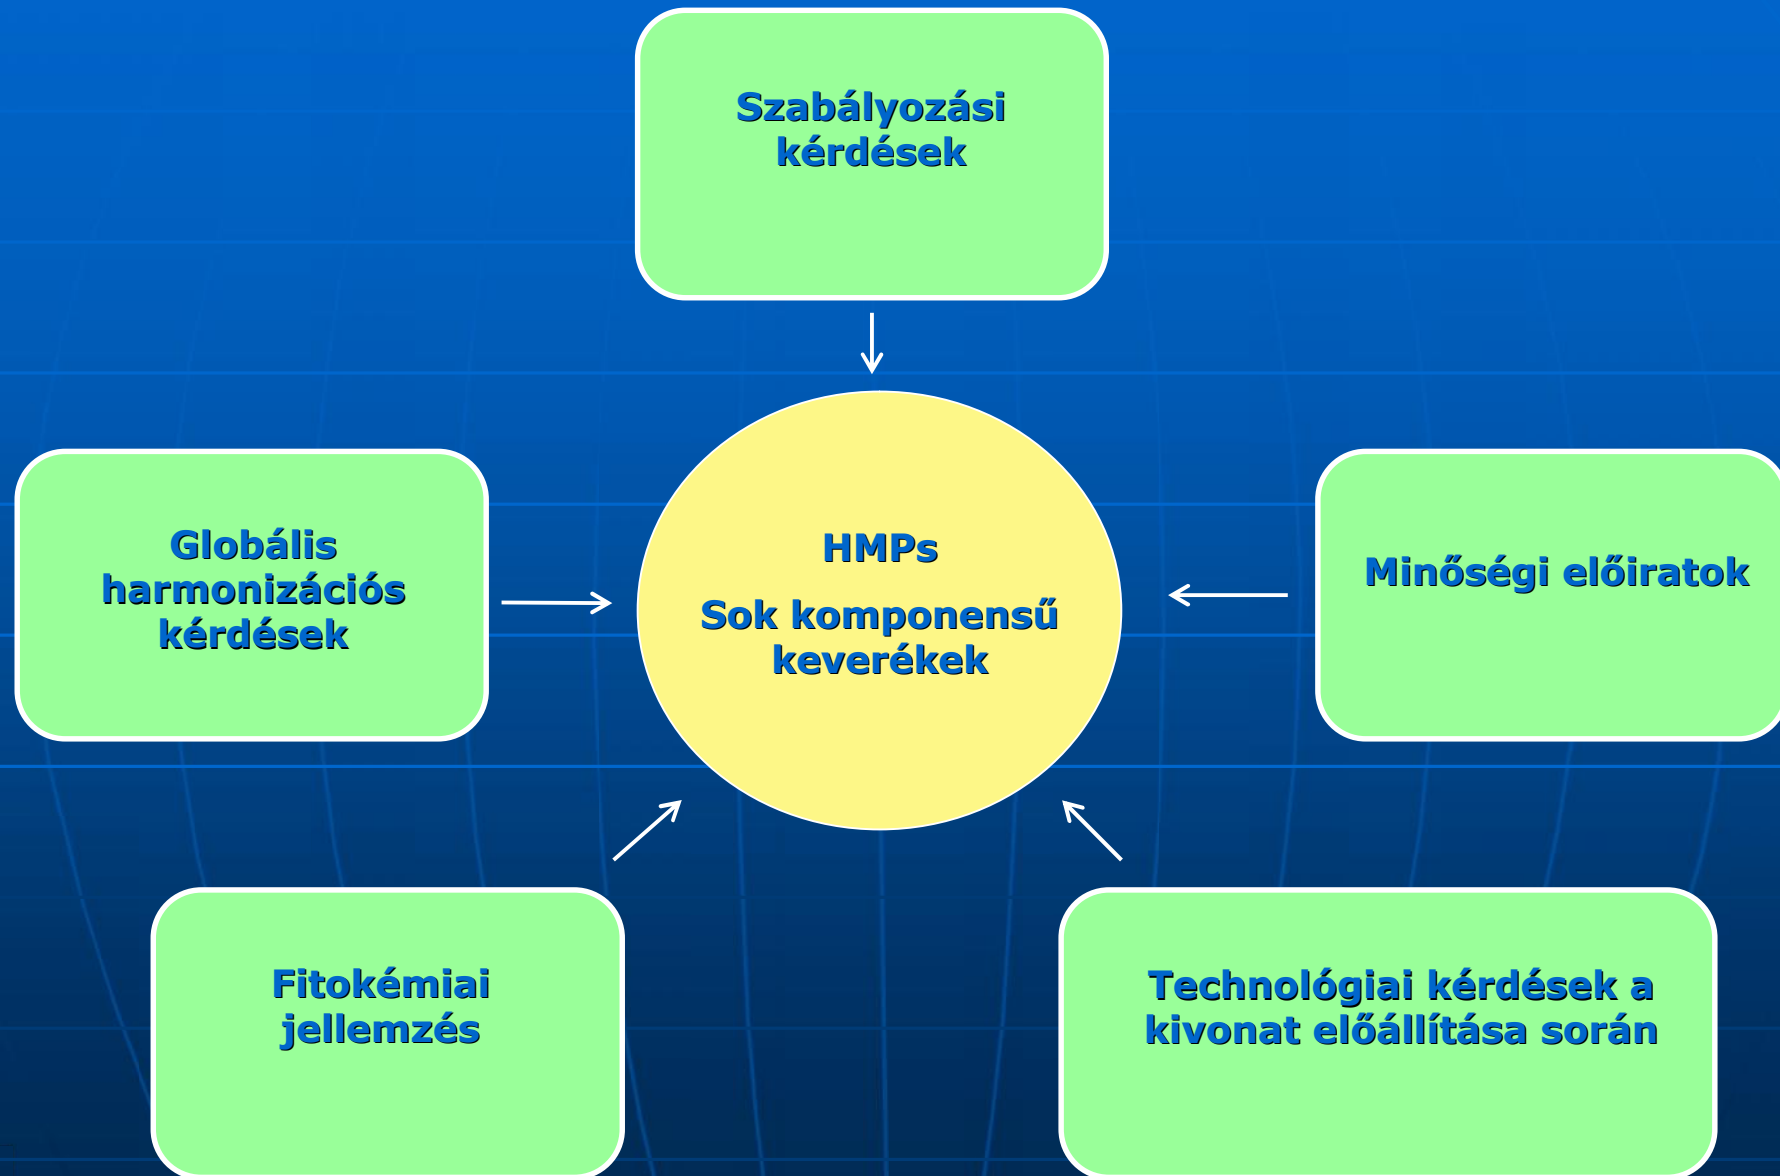 Szabályozási
kérdések
Globális
harmonizációs
kérdések
HMPs
Sok komponensű
keverékek
Minőségi előiratok
Fitokémiai
jellemzés
Technológiai kérdések a
kivonat előállítása során